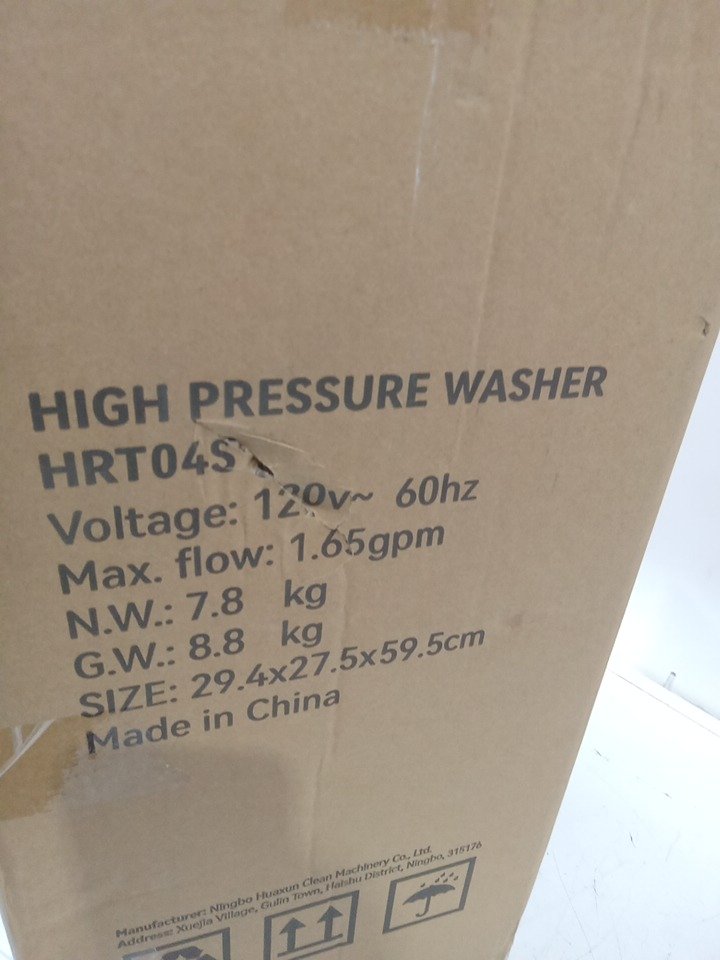 HIGH PRESSURE WASHER
HRT04S
Voltage: 120v~ 60hz
Max. flow: 1.65gpm
N.W.: 7.8 kg
G.W.: 8.8 kg
SIZE: 29.4x27.5x59.5cm
Made in China
Manufacturer: Ningbo Huaxun Clean Machinery Co., Ltd.
Address: Xuejia Village, Gulin Town, Haishu District, Ningbo, 315176